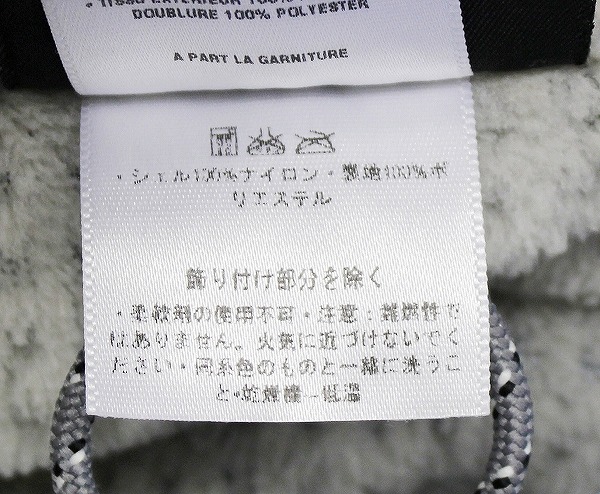 • TISSU EXTERIEUR 100%
DOUBLURE 100% POLYESTER
A PART LA GARNITURE
・シェル100%ナイロン・裏地100%ポ
リエステル
飾り付け部分を除く
・柔軟剤の使用不可・注意：難燃性で
はありません。火気に近づけないでく
ださい・同系色のものと一緒に洗うこ
と・乾燥機－低温